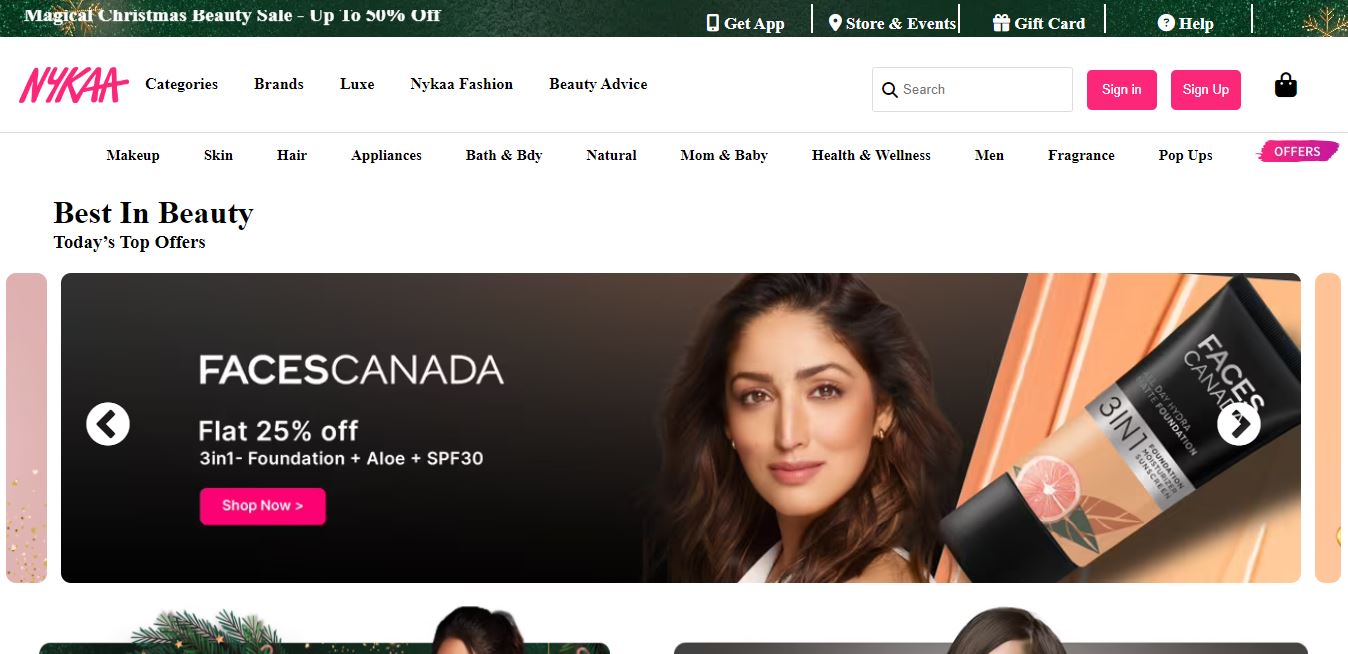 Magical Christmas Beauty Sale - Up To 50% Off
Get App Store & Events Gift Card Help
NYKAA Categories Brands Luxe Nykaa Fashion Beauty Advice Search Sign in Sign Up
Makeup Skin Hair Appliances Bath & Bdy Natural Mom & Baby Health & Wellness Men Fragrance Pop Ups OFFERS
Best In Beauty
Today’s Top Offers
FACESCANADA
Flat 25% off
3in1- Foundation + Aloe + SPF30
Shop Now >
FACES
CANADA
ALL DAY HYDRA
MATTE FOUNDATION
3IN1
FOUNDATION
MOISTURIZER
SUNSCREEN